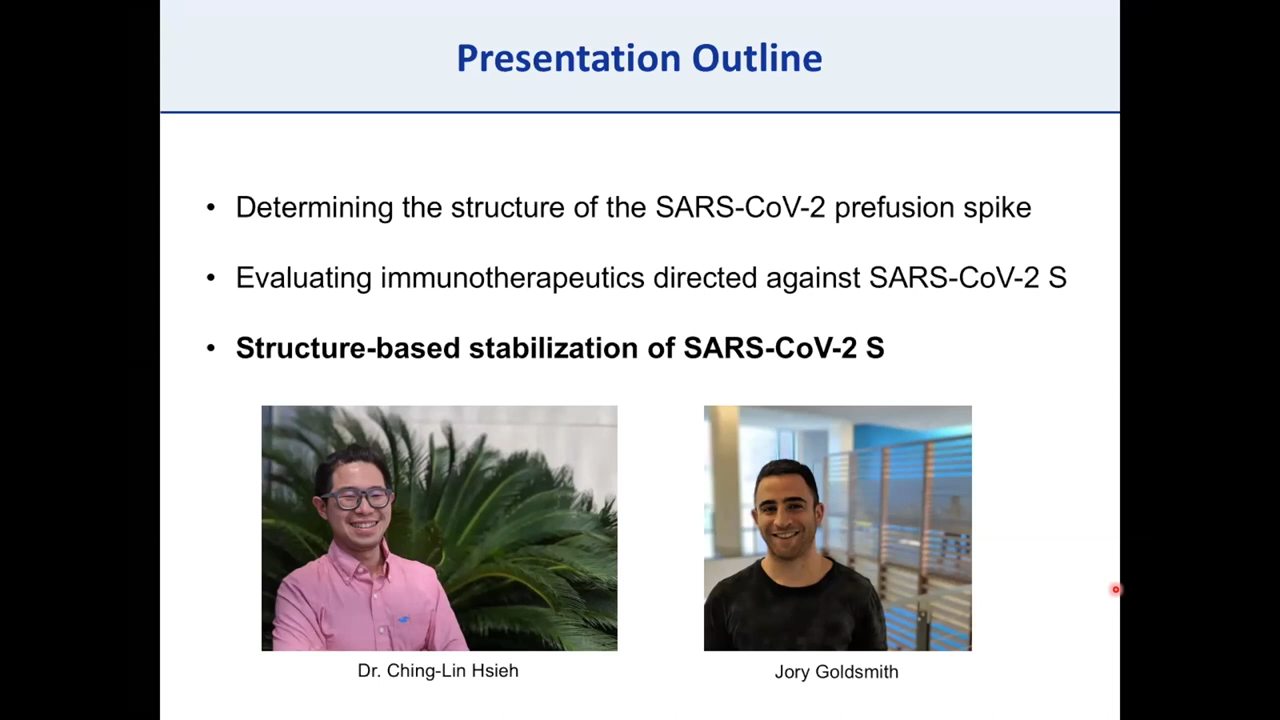 Presentation Outline
• Determining the structure of the SARS-CoV-2 prefusion spike
• Evaluating immunotherapeutics directed against SARS-CoV-2 S
• Structure-based stabilization of SARS-CoV-2 S
Dr. Ching-Lin Hsieh
Jory Goldsmith